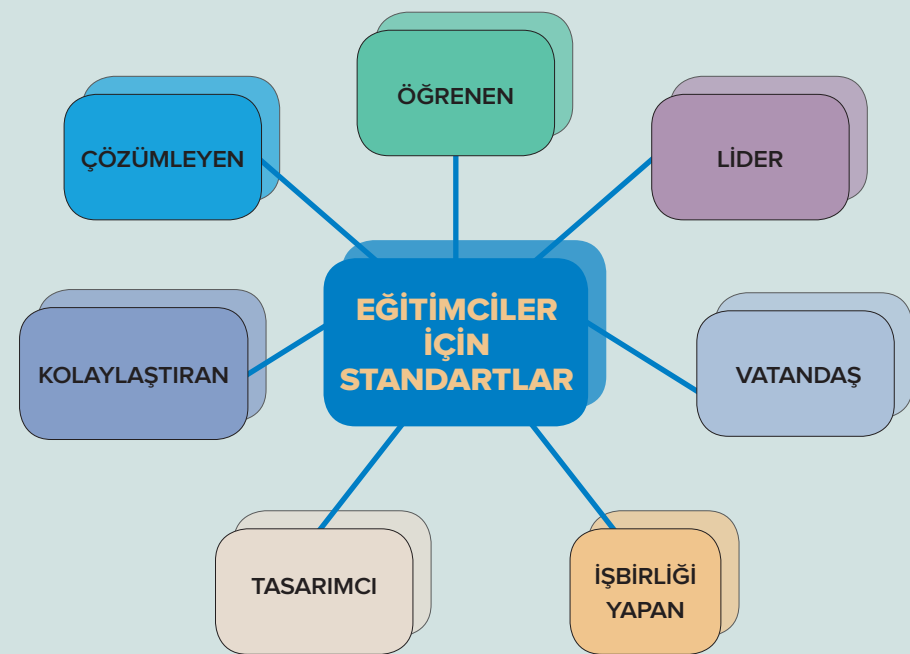 ÖĞRENEN
ÇÖZÜMLEYEN
LİDER
EĞİTİMCİLER
İÇİN
STANDARTLAR
KOLAYLAŞTIRAN
VATANDAŞ
TASARIMCI
İŞBİRLİĞİ
YAPAN